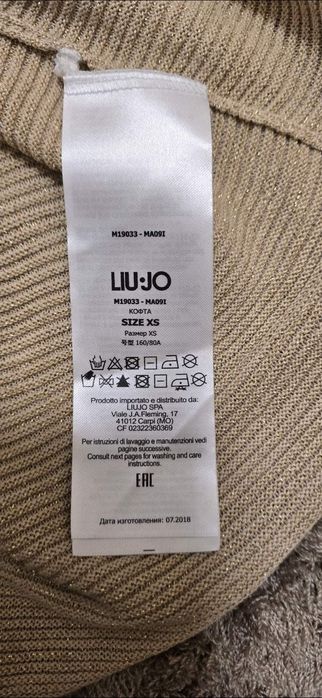 M19033 - MA09I
LIU·JO
M19033 - MA09I
КОФТА
SIZE XS
Размер XS
号型 160/80A
Prodotto importato e distribuito da:
LIUJO SPA
Viale J.A.Fleming, 17
41012 Carpi (MO)
CF 02322360369
Per istruzioni di lavaggio e manutenzioni vedi
pagine successive.
Consult next pages for washing and care
instructions.
EAC
Дата изготовления: 07.2018